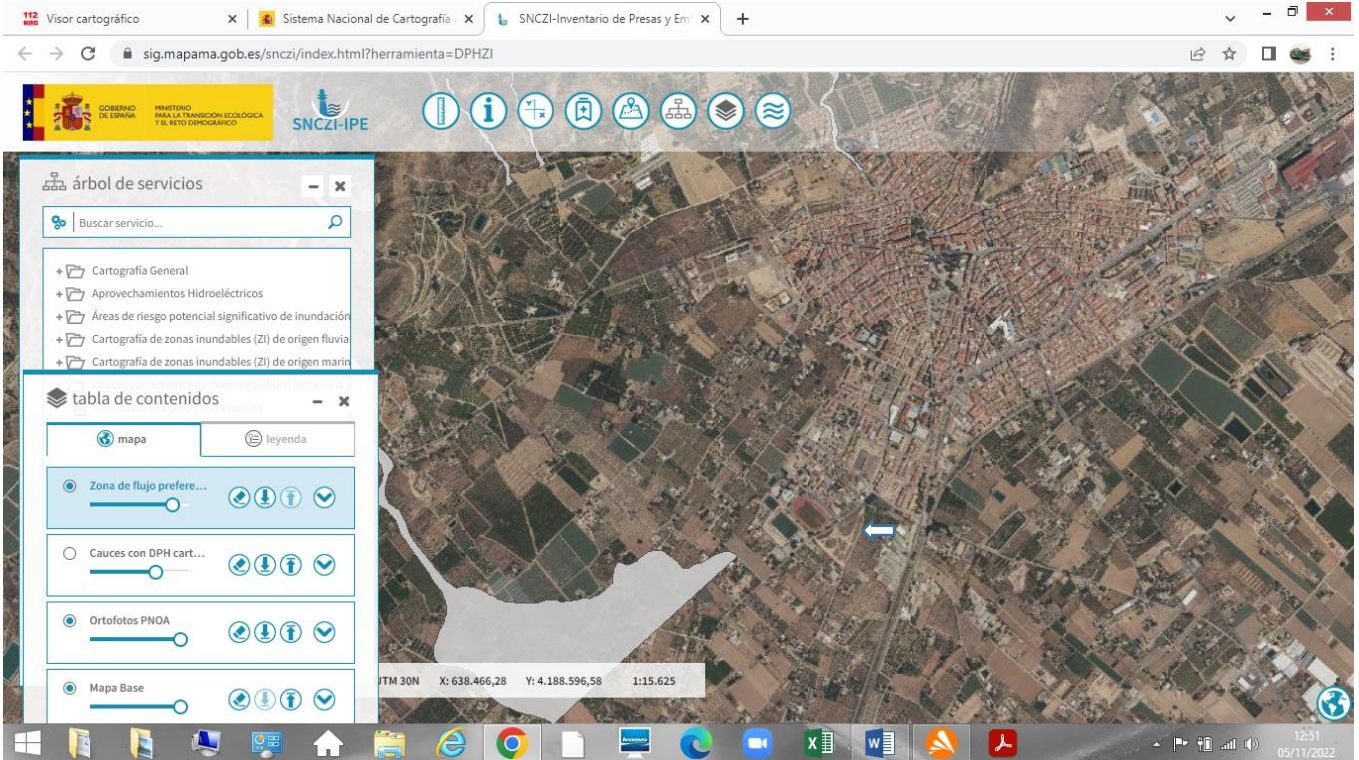 112
Visor cartográfico
Sistema Nacional de Cartografía
SNCZI-Inventario de Presas y Em
sig.mapama.gob.es/snczi/index.html?herramienta=DPHZI
GOBIERNO
DE ESPAÑA
MINISTERIO
PARA LA TRANSICIÓN ECOLÓGICA
Y EL RETO DEMOGRÁFICO
SNCZI-IPE
árbol de servicios
Buscar servicio...
Cartografía General
Aprovechamientos Hidroeléctricos
Áreas de riesgo potencial significativo de inundación
Cartografía de zonas inundables (ZI) de origen fluvia
Cartografía de zonas inundables (ZI) de origen marin
tabla de contenidos
mapa
leyenda
Zona de flujo prefere...
Cauces con DPH cart...
Ortofotos PNOA
Mapa Base
UTM 30N X: 638.466,28 Y: 4.188.596,58 1:15.625
lenovo
12:51
05/11/2022